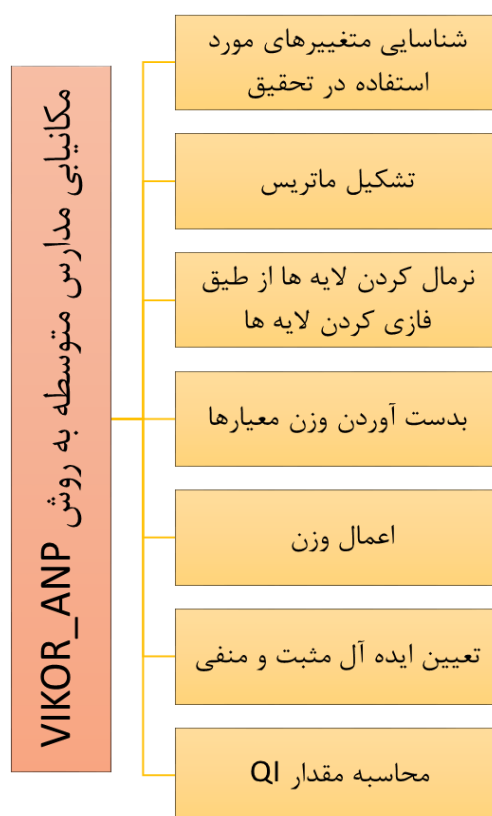 مکانیابی مدارس متوسطه به روش VIKOR_ANP
شناسایی متغییرهای مورد
استفاده در تحقیق
تشکیل ماتریس
نرمال کردن لایه ها از طیق
فازی کردن لایه ها
بدست آوردن وزن معیارها
اعمال وزن
تعیین ایده آل مثبت و منفی
محاسبه مقدار QI